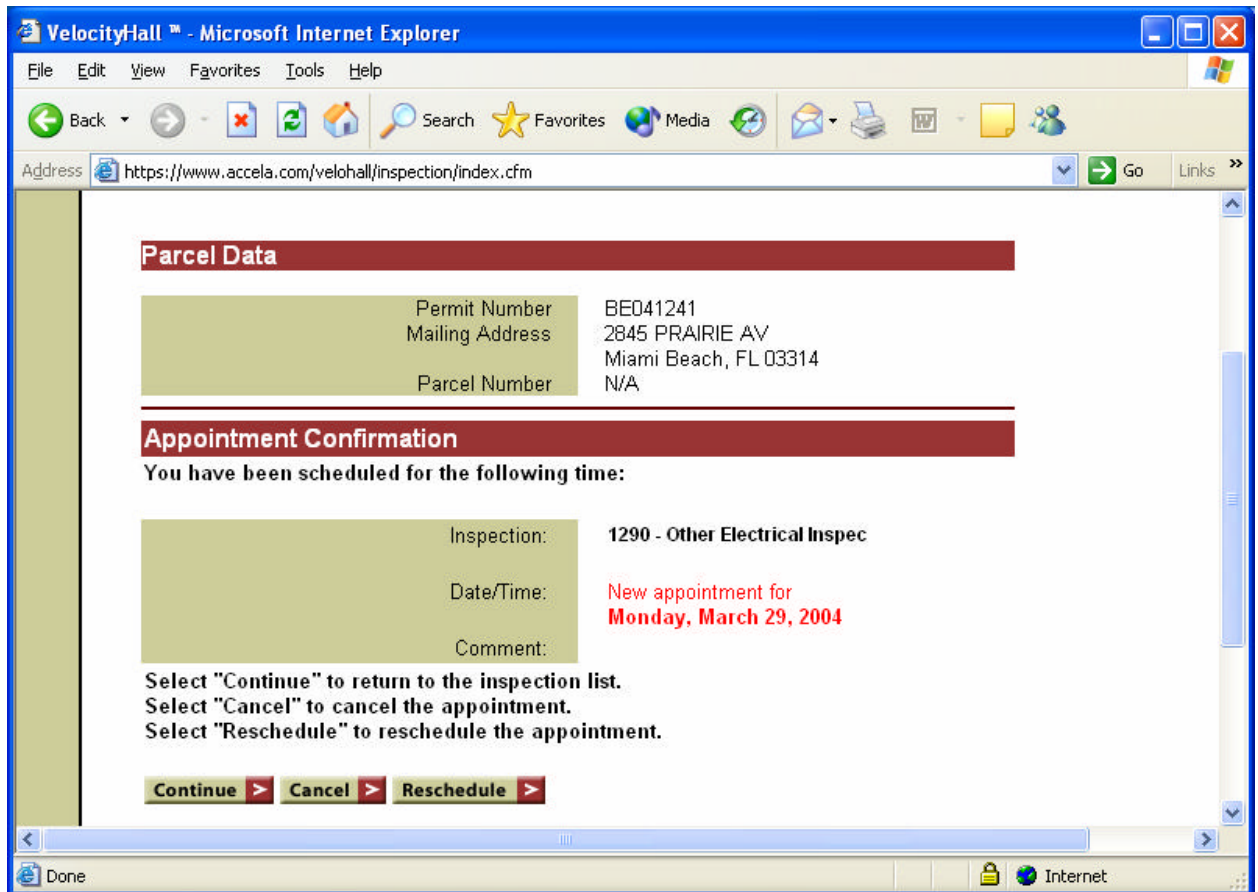 VelocityHall ™ - Microsoft Internet Explorer
File Edit View Favorites Tools Help
Back Search Favorites Media
Address https://www.accela.com/velohall/inspection/index.cfm Go Links »
Parcel Data
Permit Number BE041241
Mailing Address 2845 PRAIRIE AV
Miami Beach, FL 03314
Parcel Number N/A
Appointment Confirmation
You have been scheduled for the following time:
Inspection: 1290 - Other Electrical Inspec
Date/Time: New appointment for
Monday, March 29, 2004
Comment:
Select "Continue" to return to the inspection list.
Select "Cancel" to cancel the appointment.
Select "Reschedule" to reschedule the appointment.
Continue > Cancel > Reschedule >
Done Internet